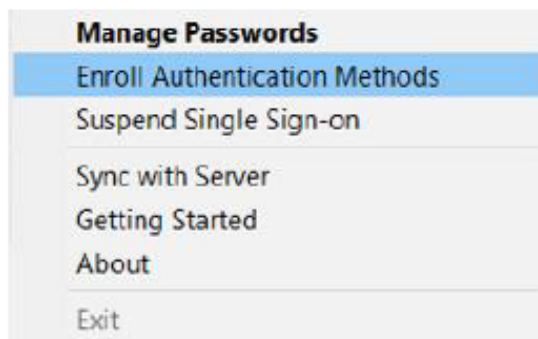 Manage Passwords
Enroll Authentication Methods
Suspend Single Sign-on
Sync with Server
Getting Started
About
Exit